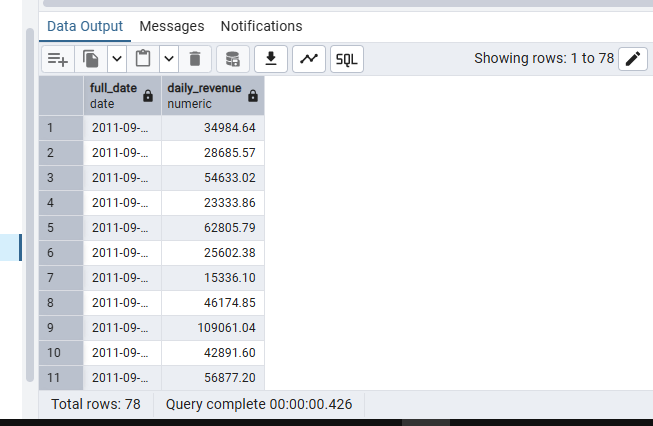 Data Output Messages Notifications
SQL Showing rows: 1 to 78
full_date daily_revenue
date numeric
1 2011-09-... 34984.64
2 2011-09-... 28685.57
3 2011-09-... 54633.02
4 2011-09-... 23333.86
5 2011-09-... 62805.79
6 2011-09-... 25602.38
7 2011-09-... 15336.10
8 2011-09-... 46174.85
9 2011-09-... 109061.04
10 2011-09-... 42891.60
11 2011-09-... 56877.20
Total rows: 78 Query complete 00:00:00.426